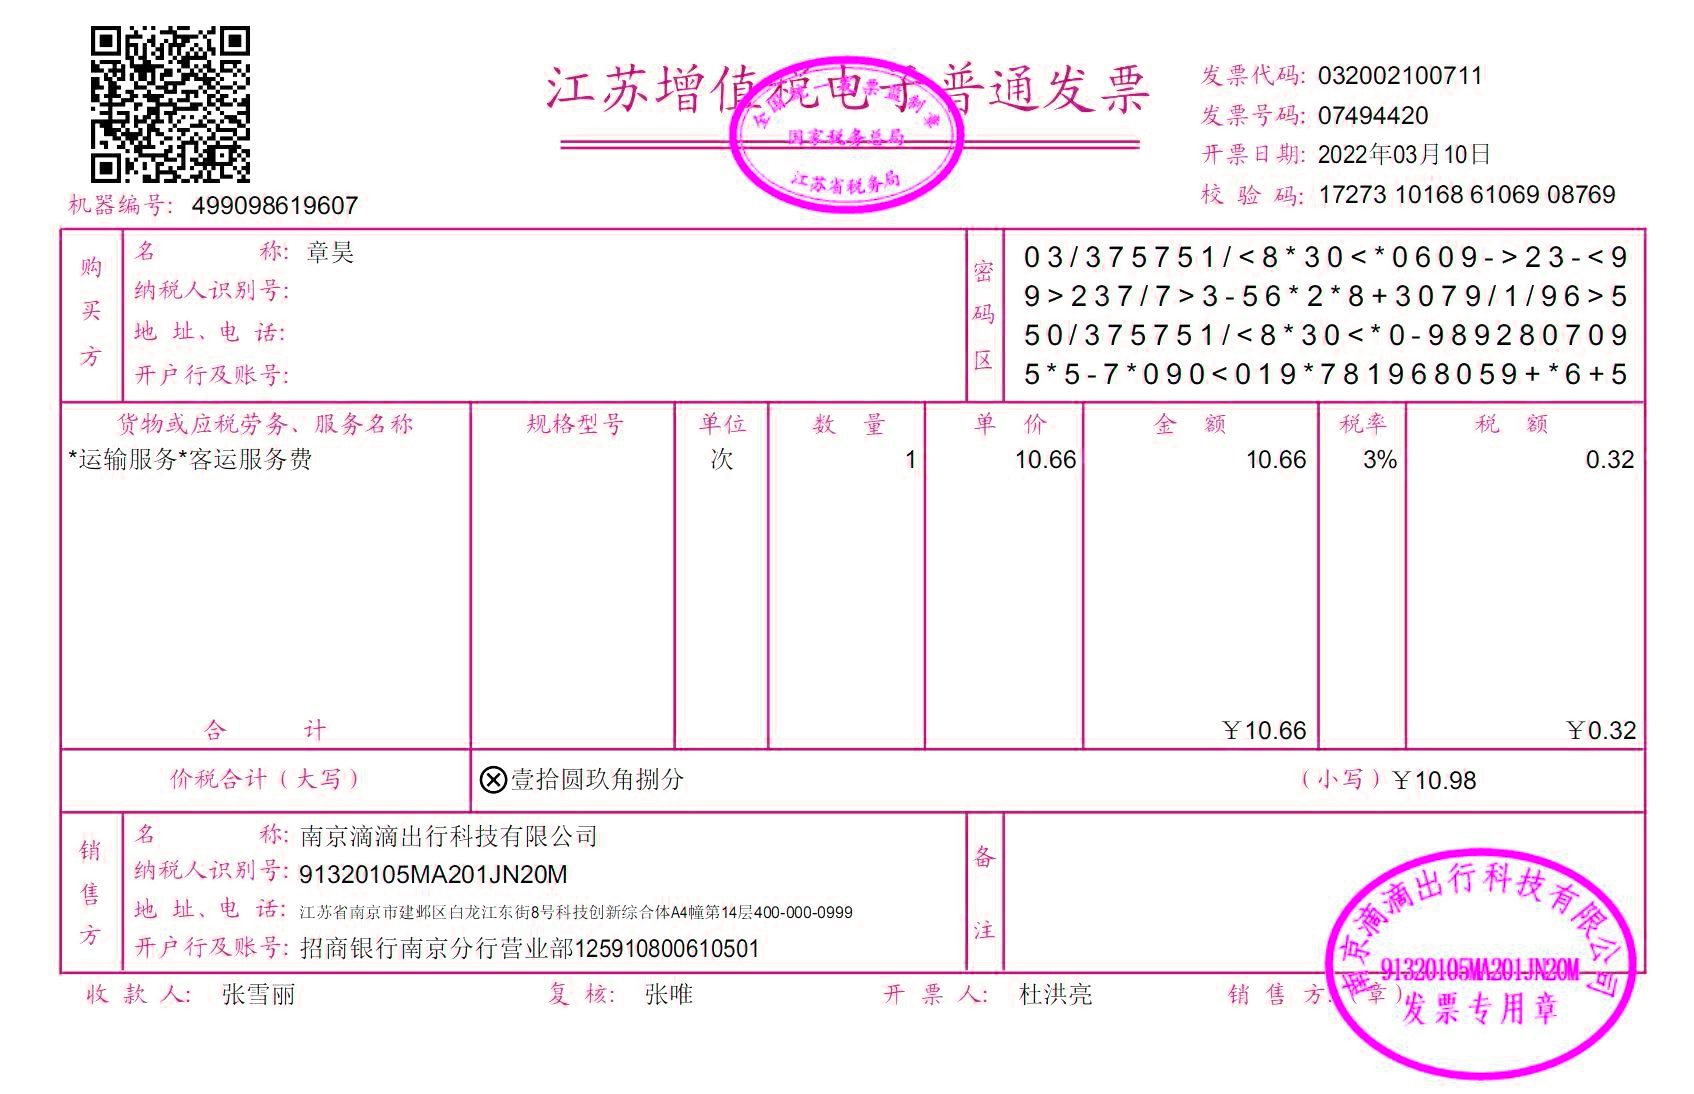 江苏增值税电子普通发票
全国统一发票监制章
国家税务总局
江苏省税务局
发票代码: 032002100711
发票号码: 07494420
开票日期: 2022年03月10日
校 验 码: 17273 10168 61069 08769
机器编号: 499098619607
购买方
名 称: 章昊
纳税人识别号:
地 址、电 话:
开户行及账号:
密码区
03/375751/<8*30<*0609->23-<9
9>237/7>3-56*2*8+3079/1/96>5
50/375751/<8*30<*0-989280709
5*5-7*090<019*781968059+*6+5
货物或应税劳务、服务名称 规格型号 单位 数 量 单 价 金 额 税率 税 额
*运输服务*客运服务费 次 1 10.66 10.66 3% 0.32
合 计 ￥10.66 ￥0.32
价税合计（大写） ⊗壹拾圆玖角捌分 （小写）￥10.98
销售方
名 称: 南京滴滴出行科技有限公司
纳税人识别号: 91320105MA201JN20M
地 址、电 话: 江苏省南京市建邺区白龙江东街8号科技创新综合体A4幢第14层400-000-0999
开户行及账号: 招商银行南京分行营业部125910800610501
备注
收 款 人: 张雪丽 复 核: 张唯 开 票 人: 杜洪亮 销 售 方:（章）
南京滴滴出行科技有限公司
91320105MA201JN20M
发票专用章